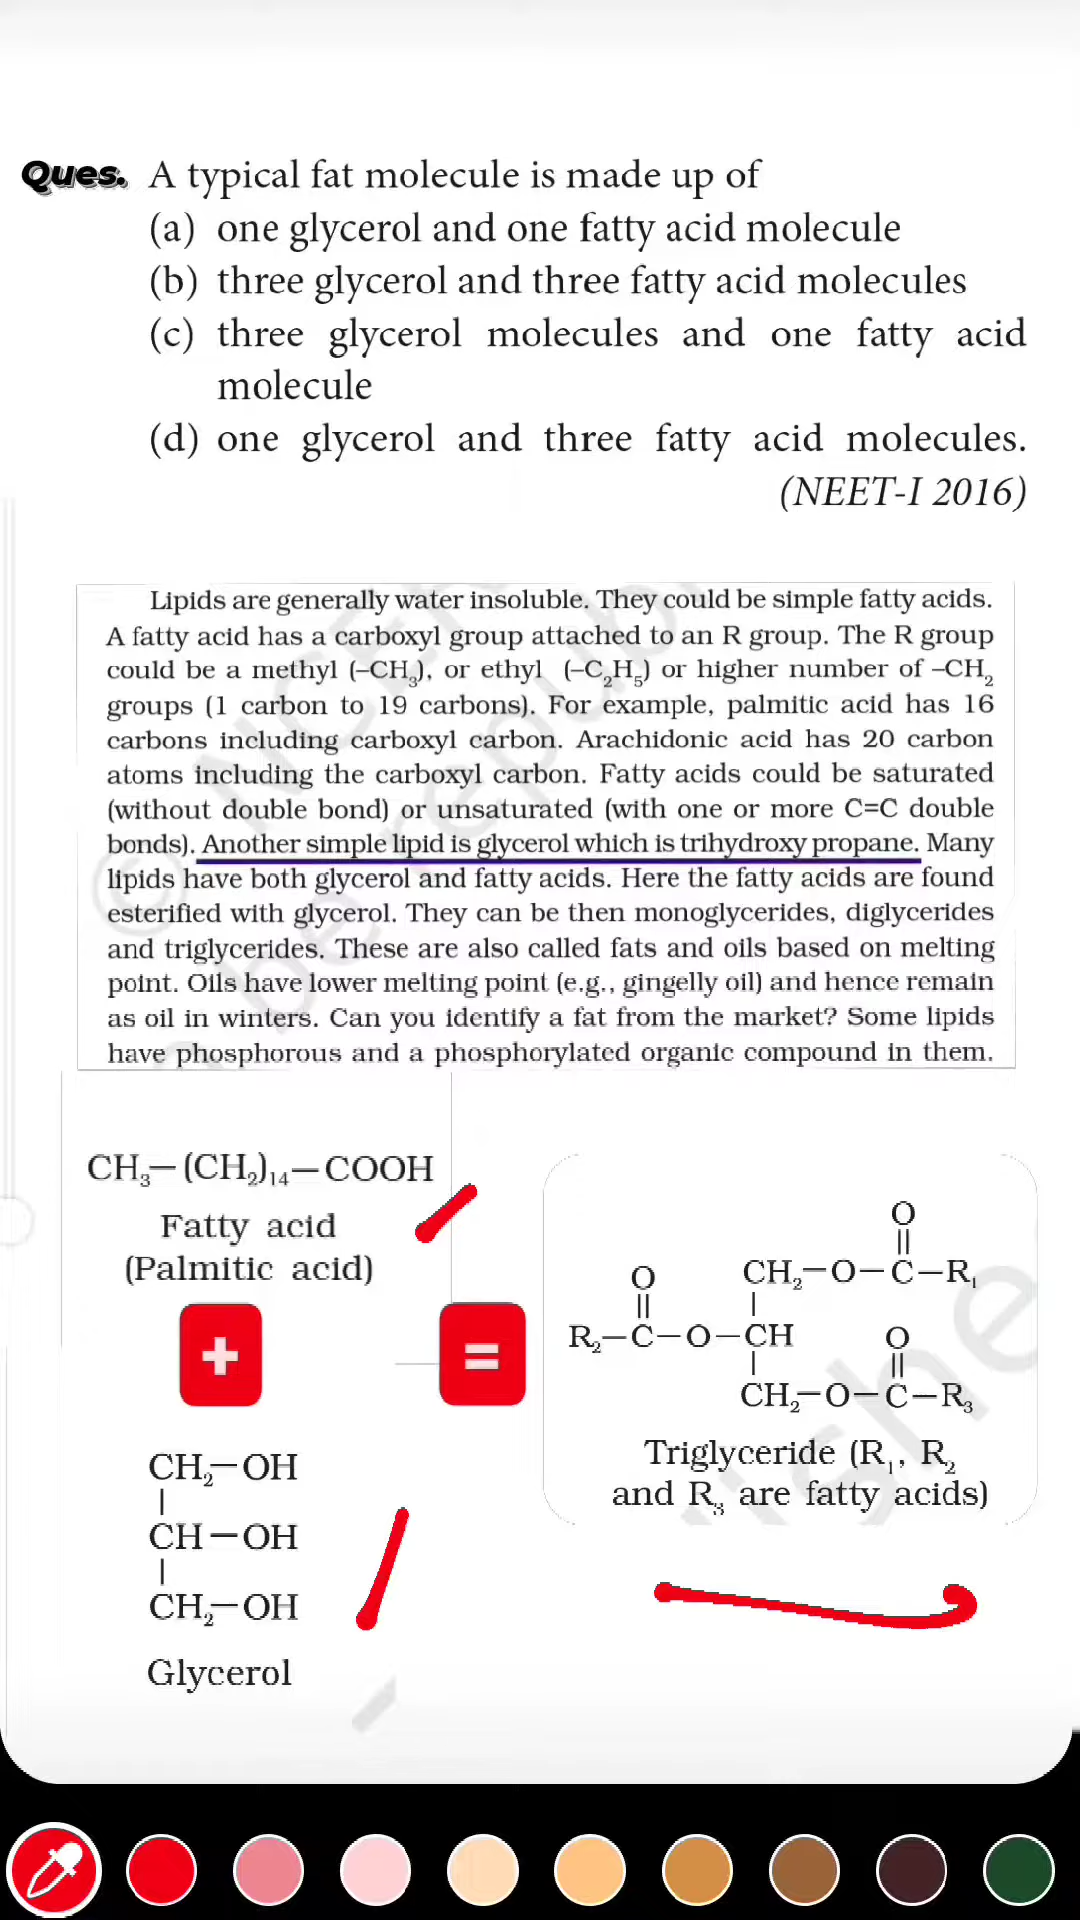 Ques. A typical fat molecule is made up of
(a) one glycerol and one fatty acid molecule
(b) three glycerol and three fatty acid molecules
(c) three glycerol molecules and one fatty acid
molecule
(d) one glycerol and three fatty acid molecules.
(NEET-I 2016)
Lipids are generally water insoluble. They could be simple fatty acids.
A fatty acid has a carboxyl group attached to an R group. The R group
could be a methyl (–CH₃), or ethyl (–C₂H₅) or higher number of –CH₂
groups (1 carbon to 19 carbons). For example, palmitic acid has 16
carbons including carboxyl carbon. Arachidonic acid has 20 carbon
atoms including the carboxyl carbon. Fatty acids could be saturated
(without double bond) or unsaturated (with one or more C=C double
bonds). Another simple lipid is glycerol which is trihydroxy propane. Many
lipids have both glycerol and fatty acids. Here the fatty acids are found
esterified with glycerol. They can be then monoglycerides, diglycerides
and triglycerides. These are also called fats and oils based on melting
point. Oils have lower melting point (e.g., gingelly oil) and hence remain
as oil in winters. Can you identify a fat from the market? Some lipids
have phosphorous and a phosphorylated organic compound in them.
CH₃–(CH₂)₁₄–COOH
Fatty acid
(Palmitic acid)
+
CH₂–OH
|
CH–OH
|
CH₂–OH
Glycerol
=
O
||
O CH₂–O–C–R₁
|| |
R₂–C–O–CH O
| ||
CH₂–O–C–R₃
Triglyceride (R₁, R₂
and R₃ are fatty acids)